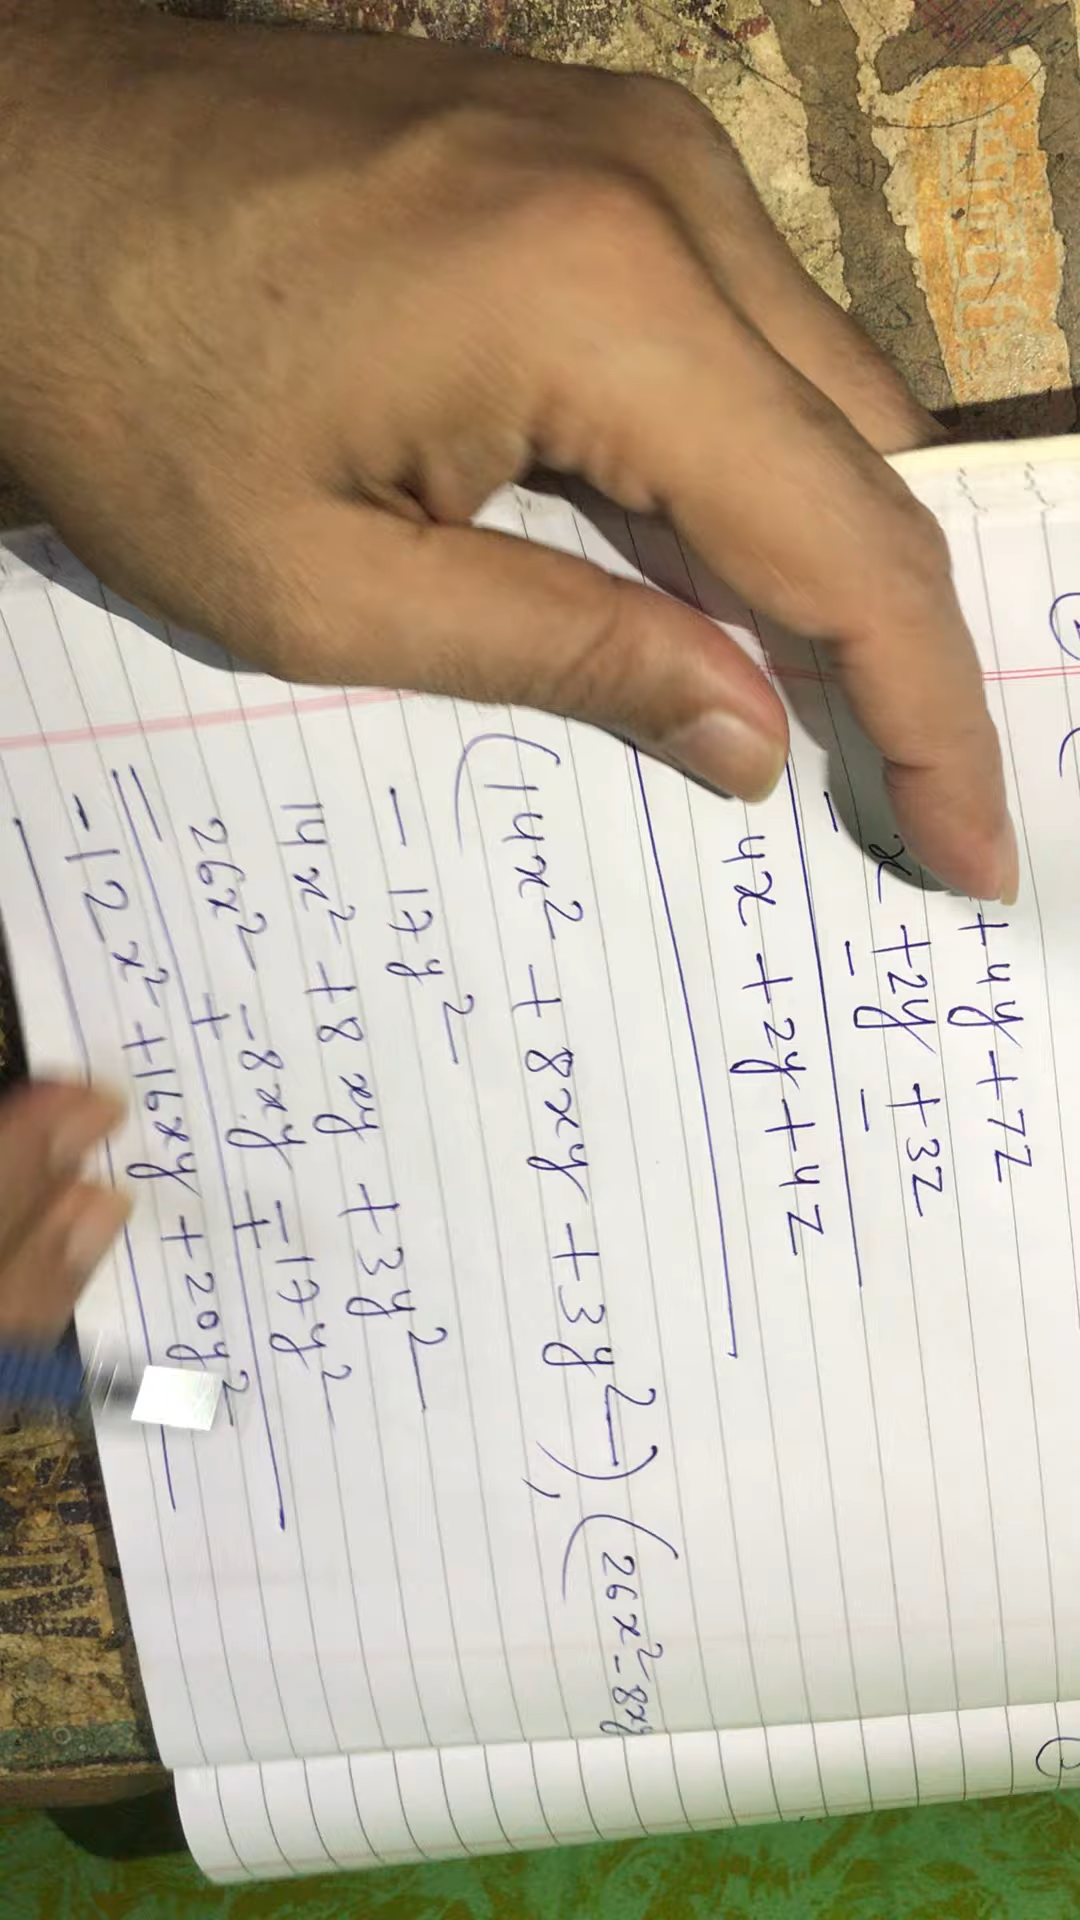 + 4y + 7z
x + 2y + 3z
- - -
4x + 2y + 4z
(14x² + 8xy + 3y²), (26x² - 8xy
- 17y²
14x² + 8xy + 3y²
26x² - 8xy - 17y²
- + +
-12x² + 16xy + 20y²